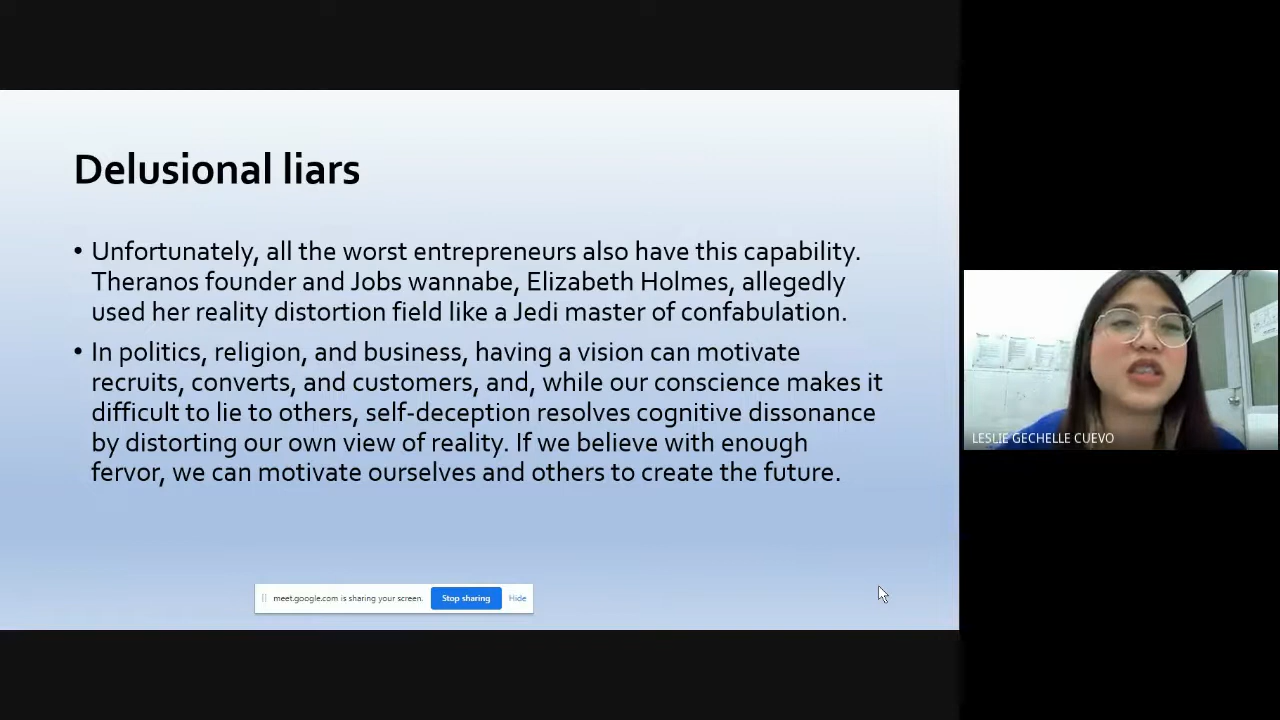 Delusional liars
• Unfortunately, all the worst entrepreneurs also have this capability.
Theranos founder and Jobs wannabe, Elizabeth Holmes, allegedly
used her reality distortion field like a Jedi master of confabulation.
• In politics, religion, and business, having a vision can motivate
recruits, converts, and customers, and, while our conscience makes it
difficult to lie to others, self-deception resolves cognitive dissonance
by distorting our own view of reality. If we believe with enough
fervor, we can motivate ourselves and others to create the future.
meet.google.com is sharing your screen. Stop sharing Hide
LESLIE GECHELLE CUEVO